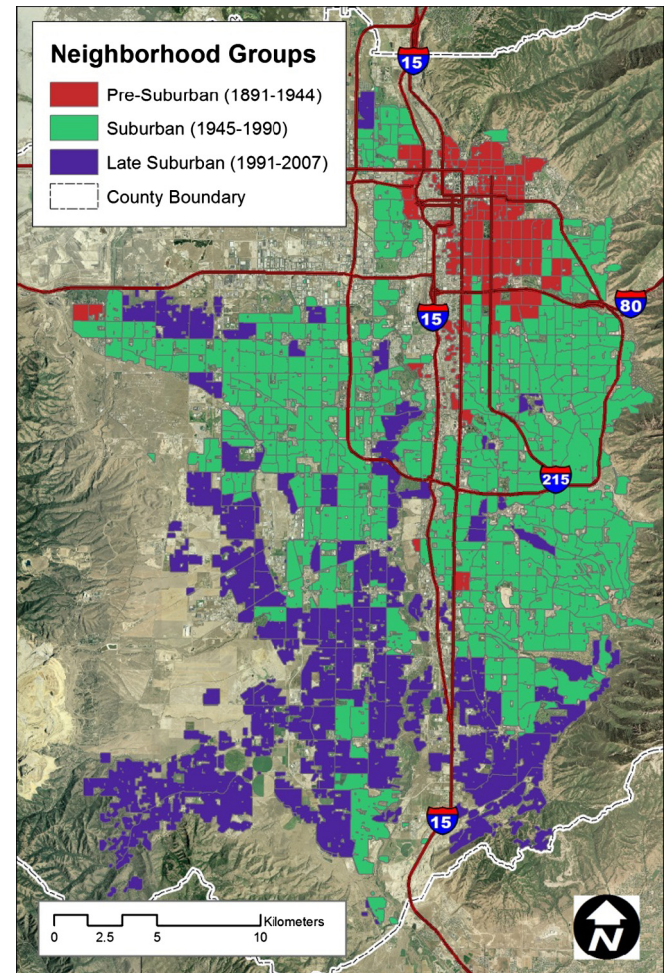 Neighborhood Groups
Pre-Suburban (1891-1944)
Suburban (1945-1990)
Late Suburban (1991-2007)
County Boundary
15
80
15
215
15
Kilometers
0 2.5 5 10
N